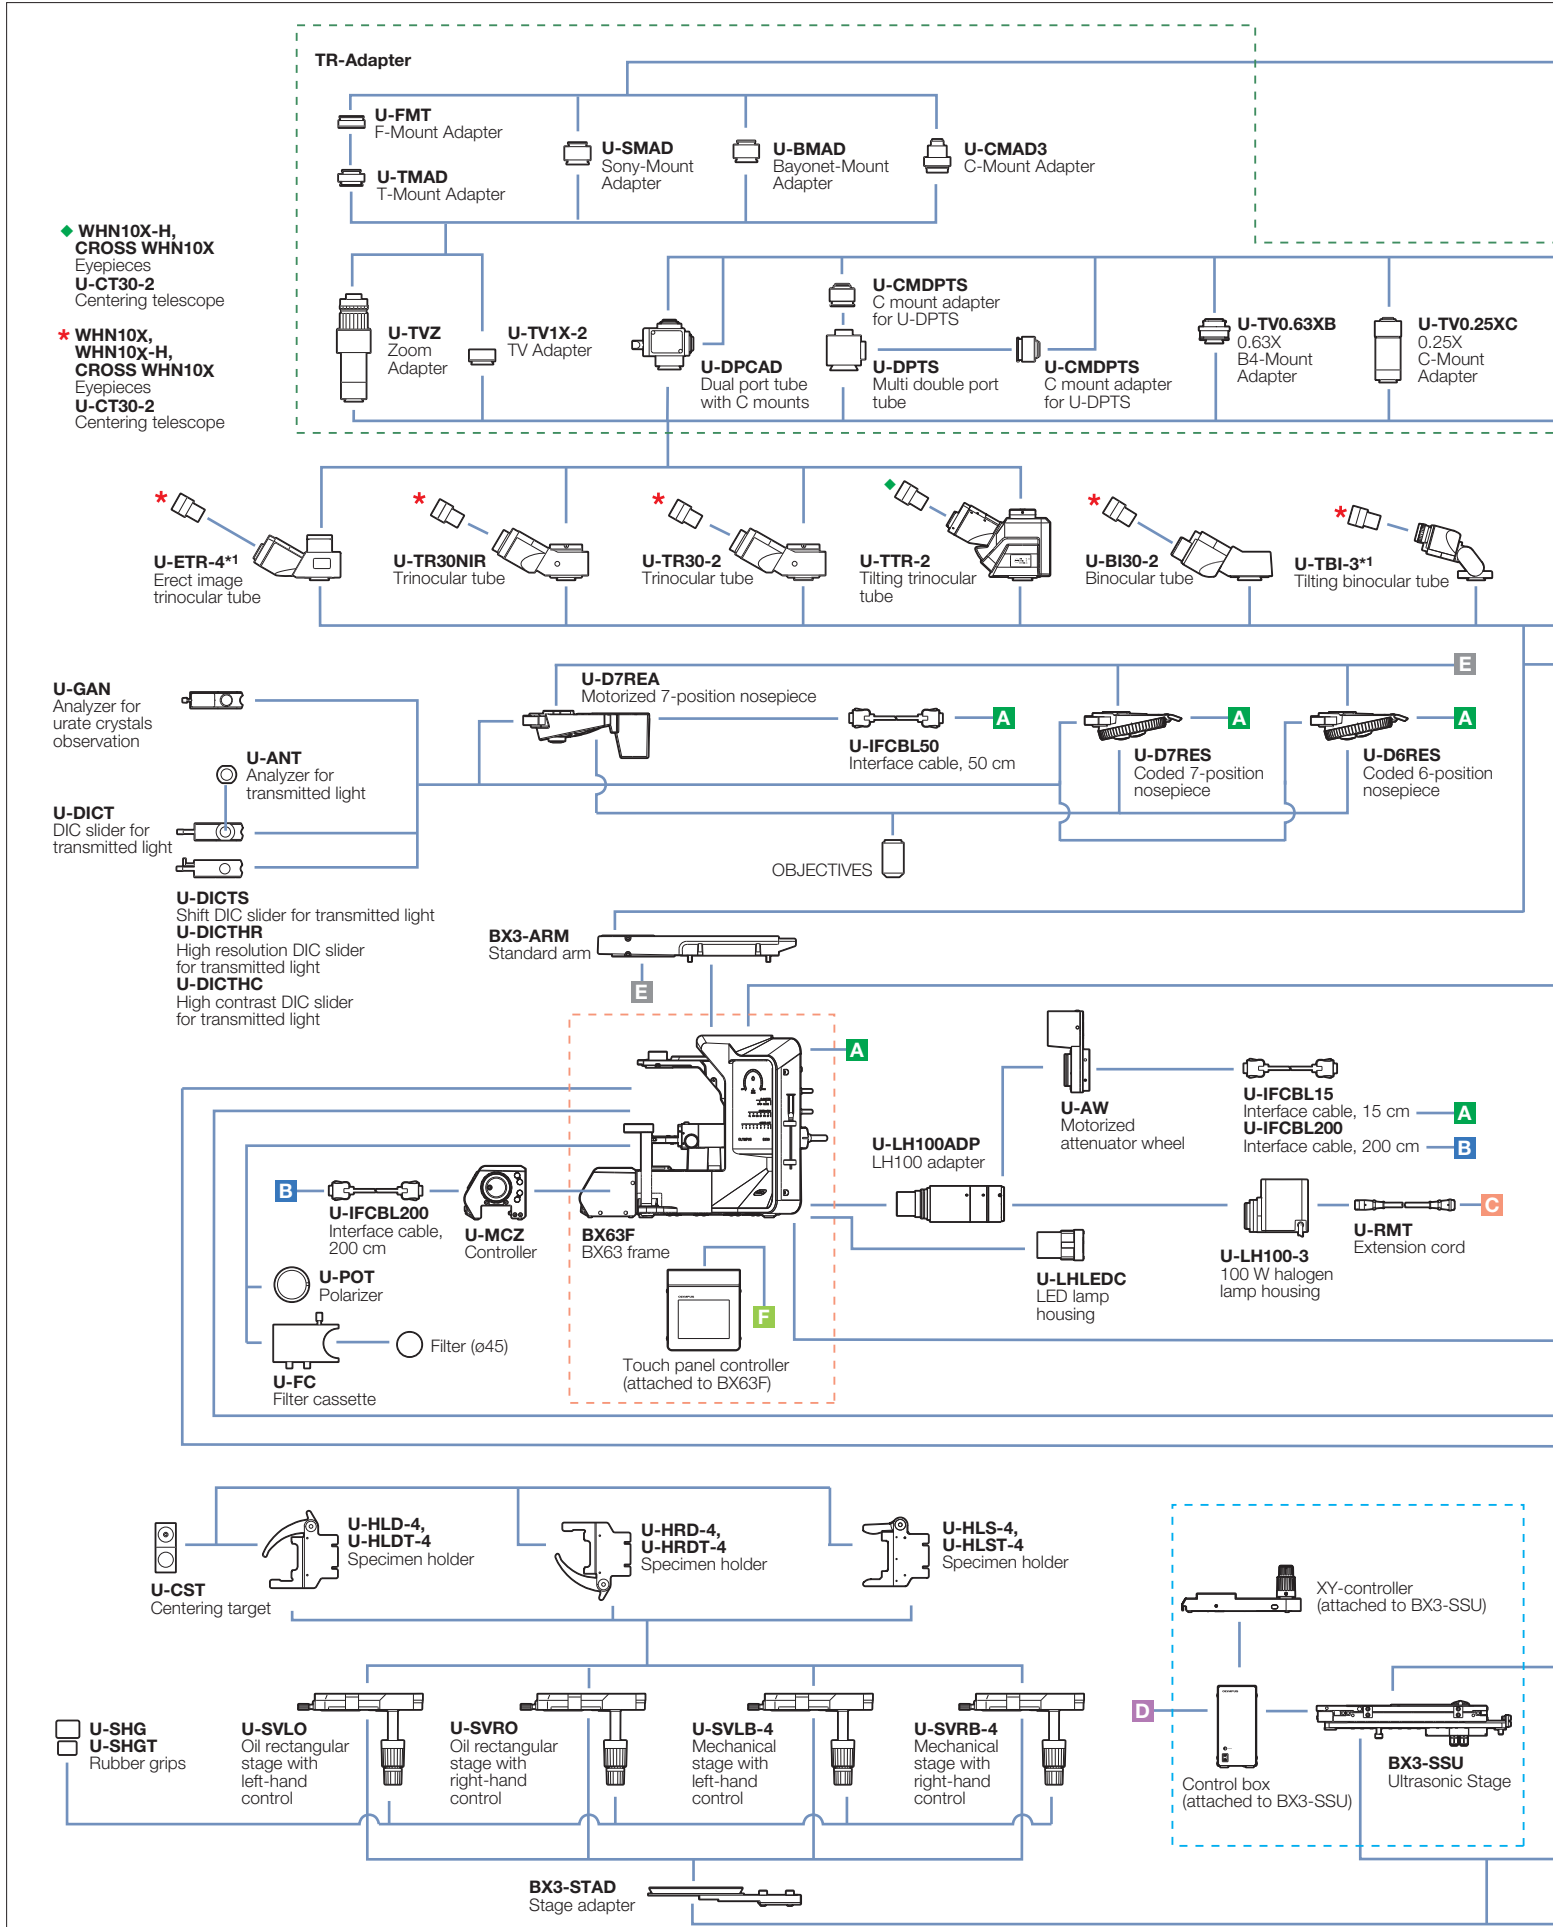 TR-Adapter
U-FMT
F-Mount Adapter
U-TMAD
T-Mount Adapter
U-SMAD
Sony-Mount
Adapter
U-BMAD
Bayonet-Mount
Adapter
U-CMAD3
C-Mount Adapter
◆ WHN10X-H,
CROSS WHN10X
Eyepieces
U-CT30-2
Centering telescope
* WHN10X,
WHN10X-H,
CROSS WHN10X
Eyepieces
U-CT30-2
Centering telescope
U-TVZ
Zoom
Adapter
U-TV1X-2
TV Adapter
U-DPCAD
Dual port tube
with C mounts
U-CMDPTS
C mount adapter
for U-DPTS
U-DPTS
Multi double port
tube
U-CMDPTS
C mount adapter
for U-DPTS
U-TV0.63XB
0.63X
B4-Mount
Adapter
U-TV0.25XC
0.25X
C-Mount
Adapter
*
U-ETR-4*1
Erect image
trinocular tube
*
U-TR30NIR
Trinocular tube
*
U-TR30-2
Trinocular tube
◆
U-TTR-2
Tilting trinocular
tube
*
U-BI30-2
Binocular tube
*
U-TBI-3*1
Tilting binocular tube
E
U-GAN
Analyzer for
urate crystals
observation
U-ANT
Analyzer for
transmitted light
U-DICT
DIC slider for
transmitted light
U-DICTS
Shift DIC slider for transmitted light
U-DICTHR
High resolution DIC slider
for transmitted light
U-DICTHC
High contrast DIC slider
for transmitted light
U-D7REA
Motorized 7-position nosepiece
U-IFCBL50
Interface cable, 50 cm
A
U-D7RES
Coded 7-position
nosepiece
A
U-D6RES
Coded 6-position
nosepiece
A
OBJECTIVES
BX3-ARM
Standard arm
E
A
U-AW
Motorized
attenuator wheel
U-IFCBL15
Interface cable, 15 cm
A
U-IFCBL200
Interface cable, 200 cm
B
U-LH100ADP
LH100 adapter
B
U-IFCBL200
Interface cable,
200 cm
U-MCZ
Controller
BX63F
BX63 frame
U-LHLEDC
LED lamp
housing
U-LH100-3
100 W halogen
lamp housing
U-RMT
Extension cord
C
U-POT
Polarizer
U-FC
Filter cassette
Filter (ø45)
OLYMPUS
F
Touch panel controller
(attached to BX63F)
U-CST
Centering target
U-HLD-4,
U-HLDT-4
Specimen holder
U-HRD-4,
U-HRDT-4
Specimen holder
U-HLS-4,
U-HLST-4
Specimen holder
XY-controller
(attached to BX3-SSU)
D
Control box
(attached to BX3-SSU)
BX3-SSU
Ultrasonic Stage
U-SHG
U-SHGT
Rubber grips
U-SVLO
Oil rectangular
stage with
left-hand
control
U-SVRO
Oil rectangular
stage with
right-hand
control
U-SVLB-4
Mechanical
stage with
left-hand
control
U-SVRB-4
Mechanical
stage with
right-hand
control
BX3-STAD
Stage adapter